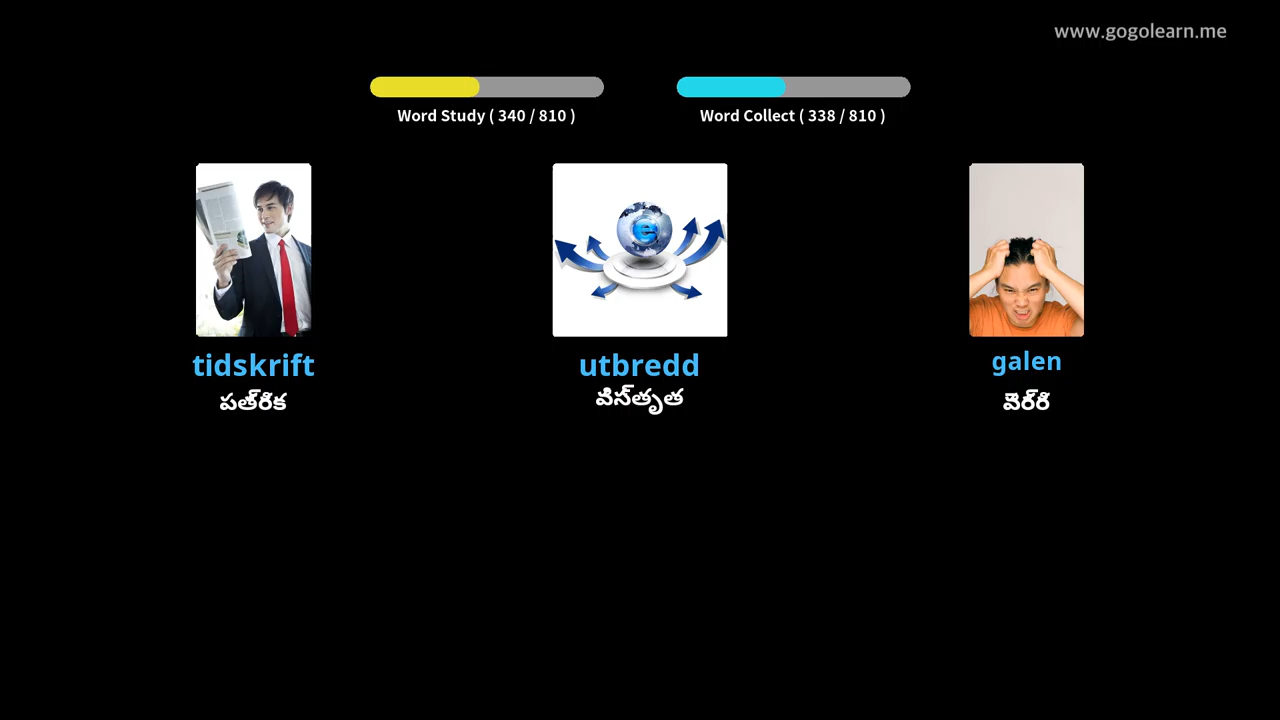 www.gogolearn.me
Word Study ( 340 / 810 )
Word Collect ( 338 / 810 )
tidskrift
utbredd
galen
పత్రిక
విస్తృత
వెర్రి